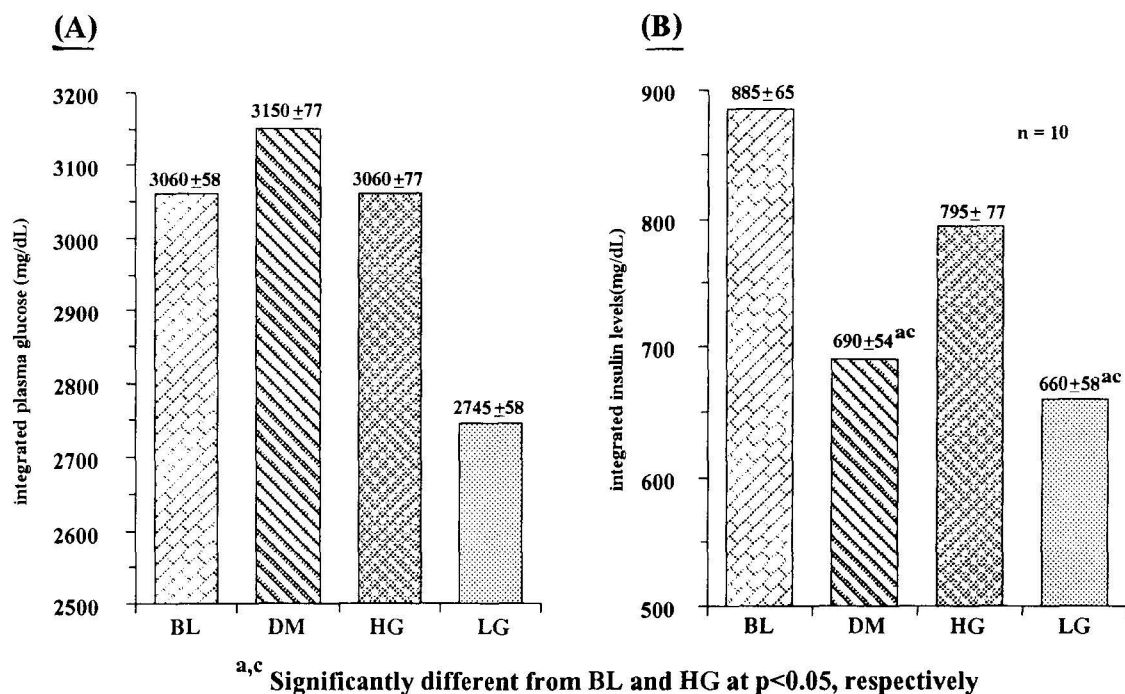 (A)
3200
3100
3000
2900
2800
2700
2600
2500
integrated plasma glucose (mg/dL)
3060±58
3150±77
3060±77
2745±58
BL DM HG LG
(B)
900
800
700
600
500
integrated insulin levels(mg/dL)
n = 10
885±65
690±54ac
795± 77
660±58ac
BL DM HG LG
a,c Significantly different from BL and HG at p<0.05, respectively